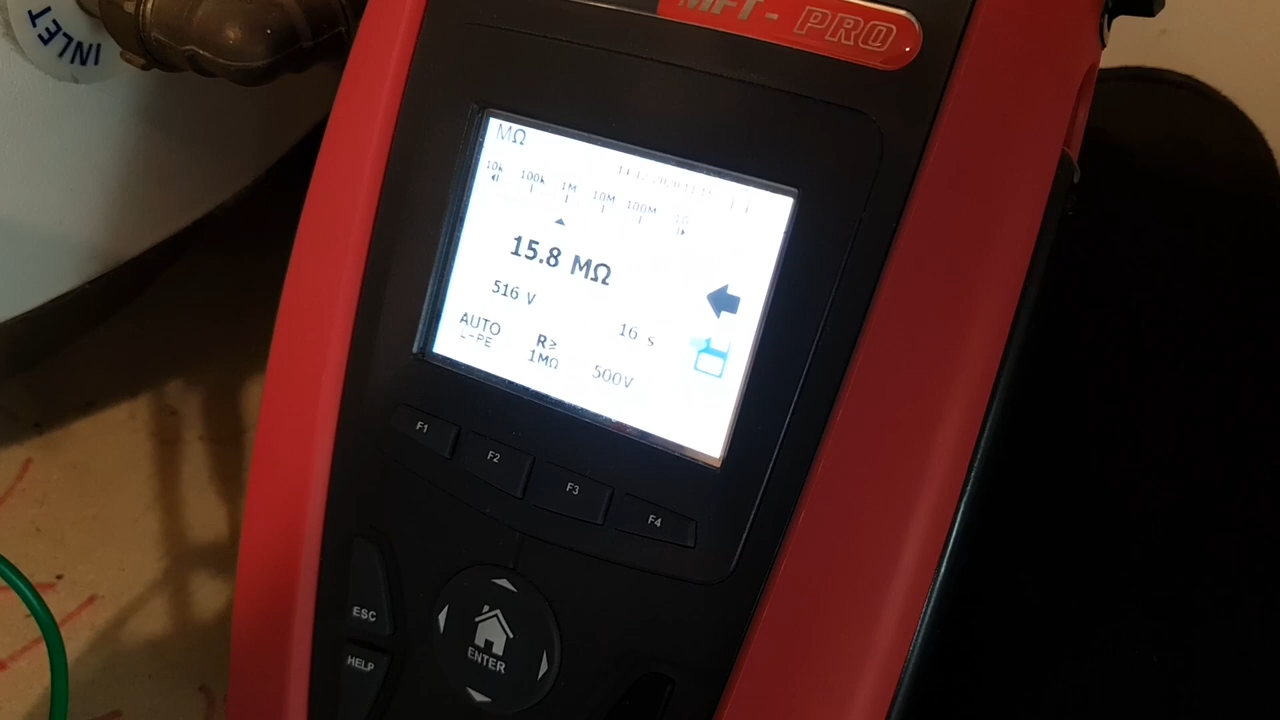 INLET
MFT- PRO
MΩ
10k 100k 1M 10M 100M 1G
15.8 MΩ
516 V
16 s
AUTO
L-PE
R≥
1MΩ
500V
F1
F2
F3
F4
ESC
HELP
ENTER